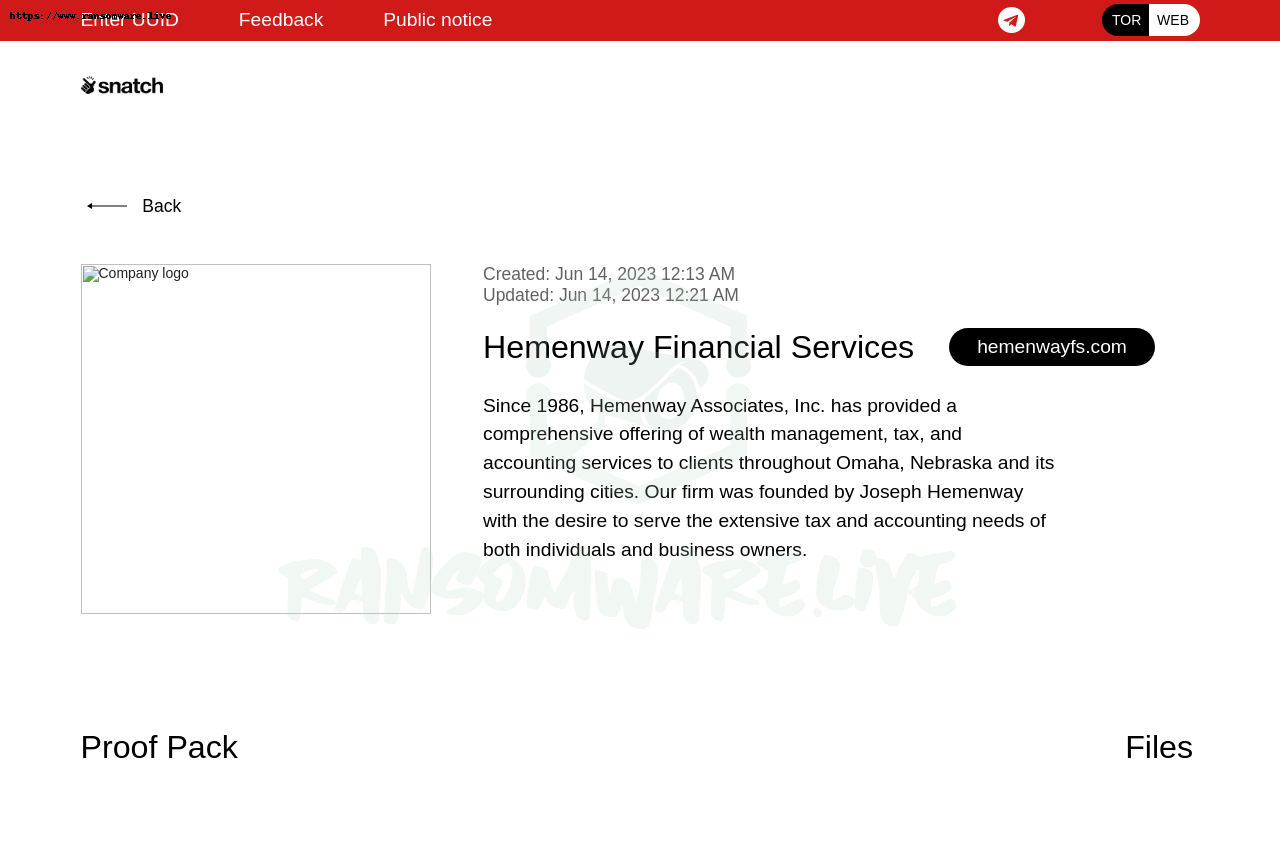 https://www.ransomware.live
Enter UUID
Feedback
Public notice
TOR
WEB
snatch
Back
Company logo
Created: Jun 14, 2023 12:13 AM
Updated: Jun 14, 2023 12:21 AM
Hemenway Financial Services
hemenwayfs.com
Since 1986, Hemenway Associates, Inc. has provided a
comprehensive offering of wealth management, tax, and
accounting services to clients throughout Omaha, Nebraska and its
surrounding cities. Our firm was founded by Joseph Hemenway
with the desire to serve the extensive tax and accounting needs of
both individuals and business owners.
RANSOMWARE.LiVE
Proof Pack
Files